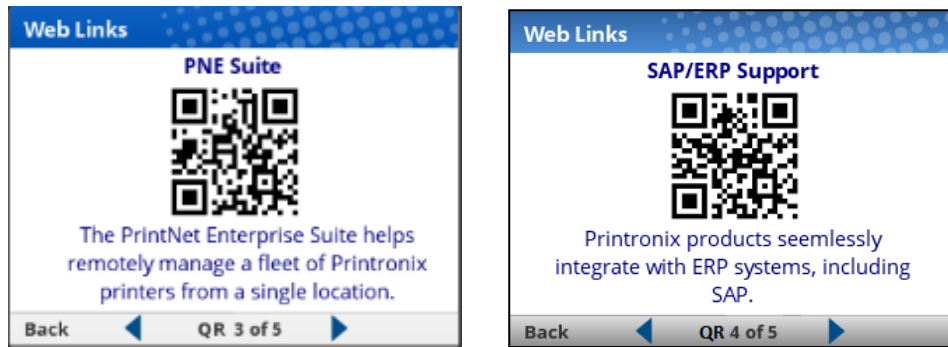 Web Links
PNE Suite
The PrintNet Enterprise Suite helps
remotely manage a fleet of Printronix
printers from a single location.
Back QR 3 of 5
Web Links
SAP/ERP Support
Printronix products seemlessly
integrate with ERP systems, including
SAP.
Back QR 4 of 5